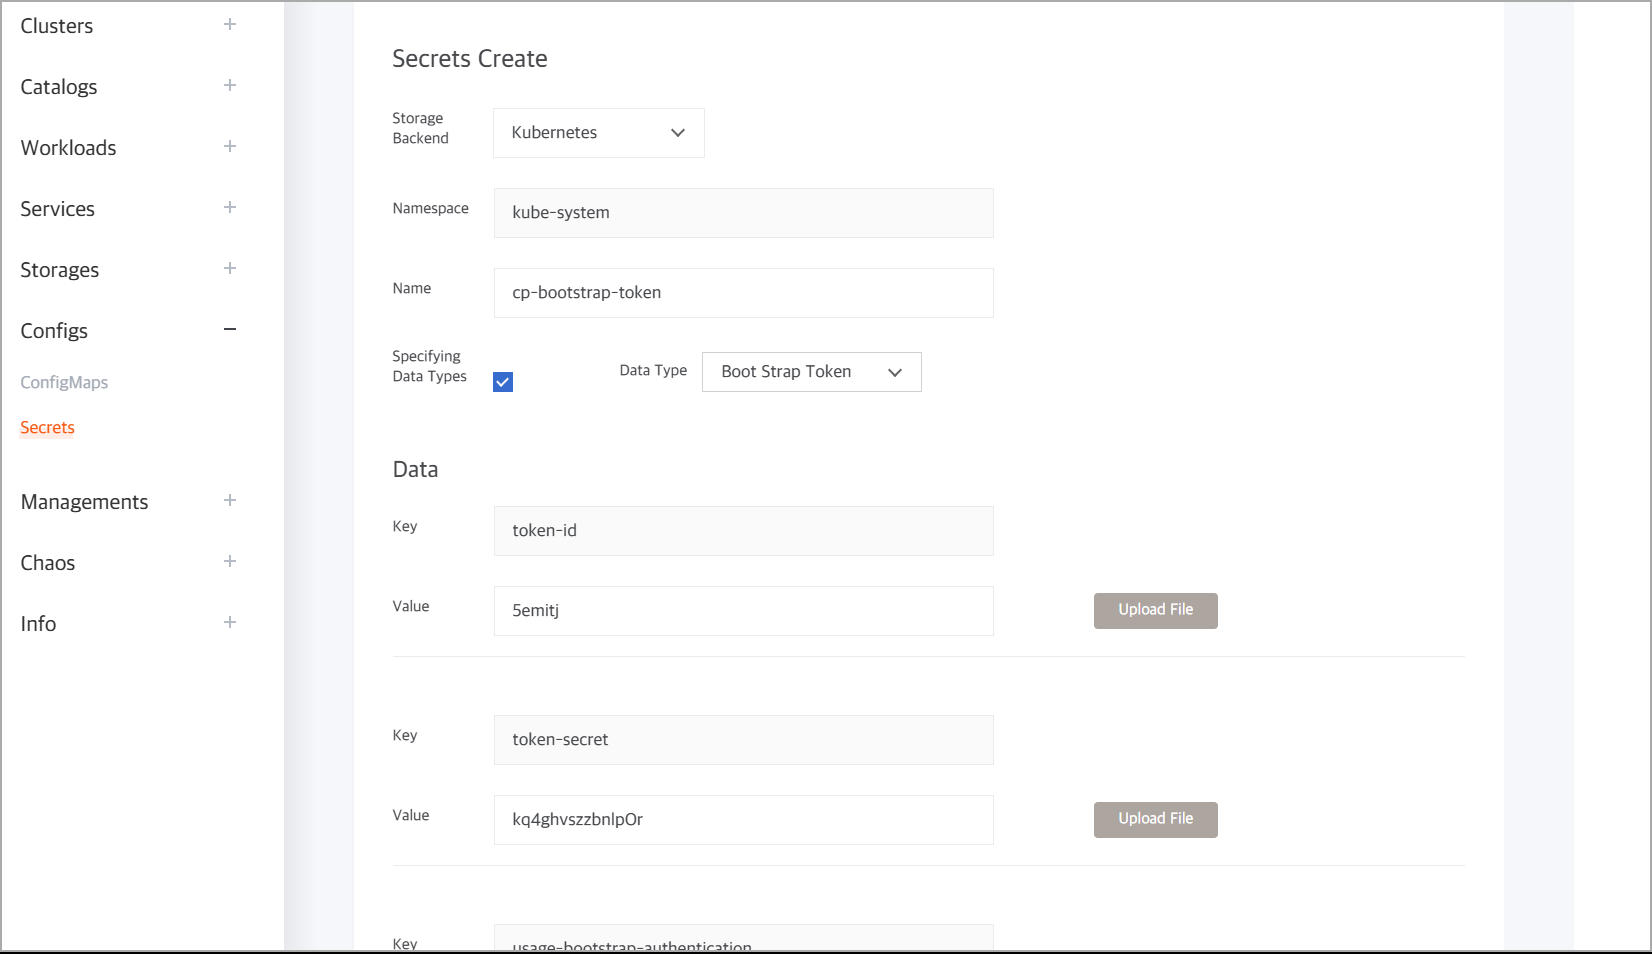 Clusters
Catalogs
Workloads
Services
Storages
Configs
ConfigMaps
Secrets
Managements
Chaos
Info
Secrets Create
Storage
Backend
Kubernetes
Namespace
kube-system
Name
cp-bootstrap-token
Specifying
Data Types
Data Type
Boot Strap Token
Data
Key
token-id
Value
5emitj
Upload File
Key
token-secret
Value
kq4ghvszzbnlp0r
Upload File
Key
usage-bootstrap-authentication